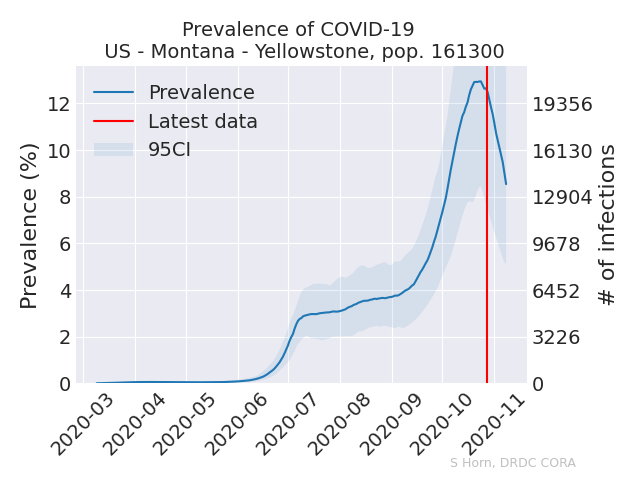 Prevalence of COVID-19
US - Montana - Yellowstone, pop. 161300
Prevalence
Latest data
95CI
Prevalence (%)
12
10
8
6
4
2
0
19356
16130
12904
9678
6452
3226
0
# of infections
2020-03
2020-04
2020-05
2020-06
2020-07
2020-08
2020-09
2020-10
2020-11
S Horn, DRDC CORA